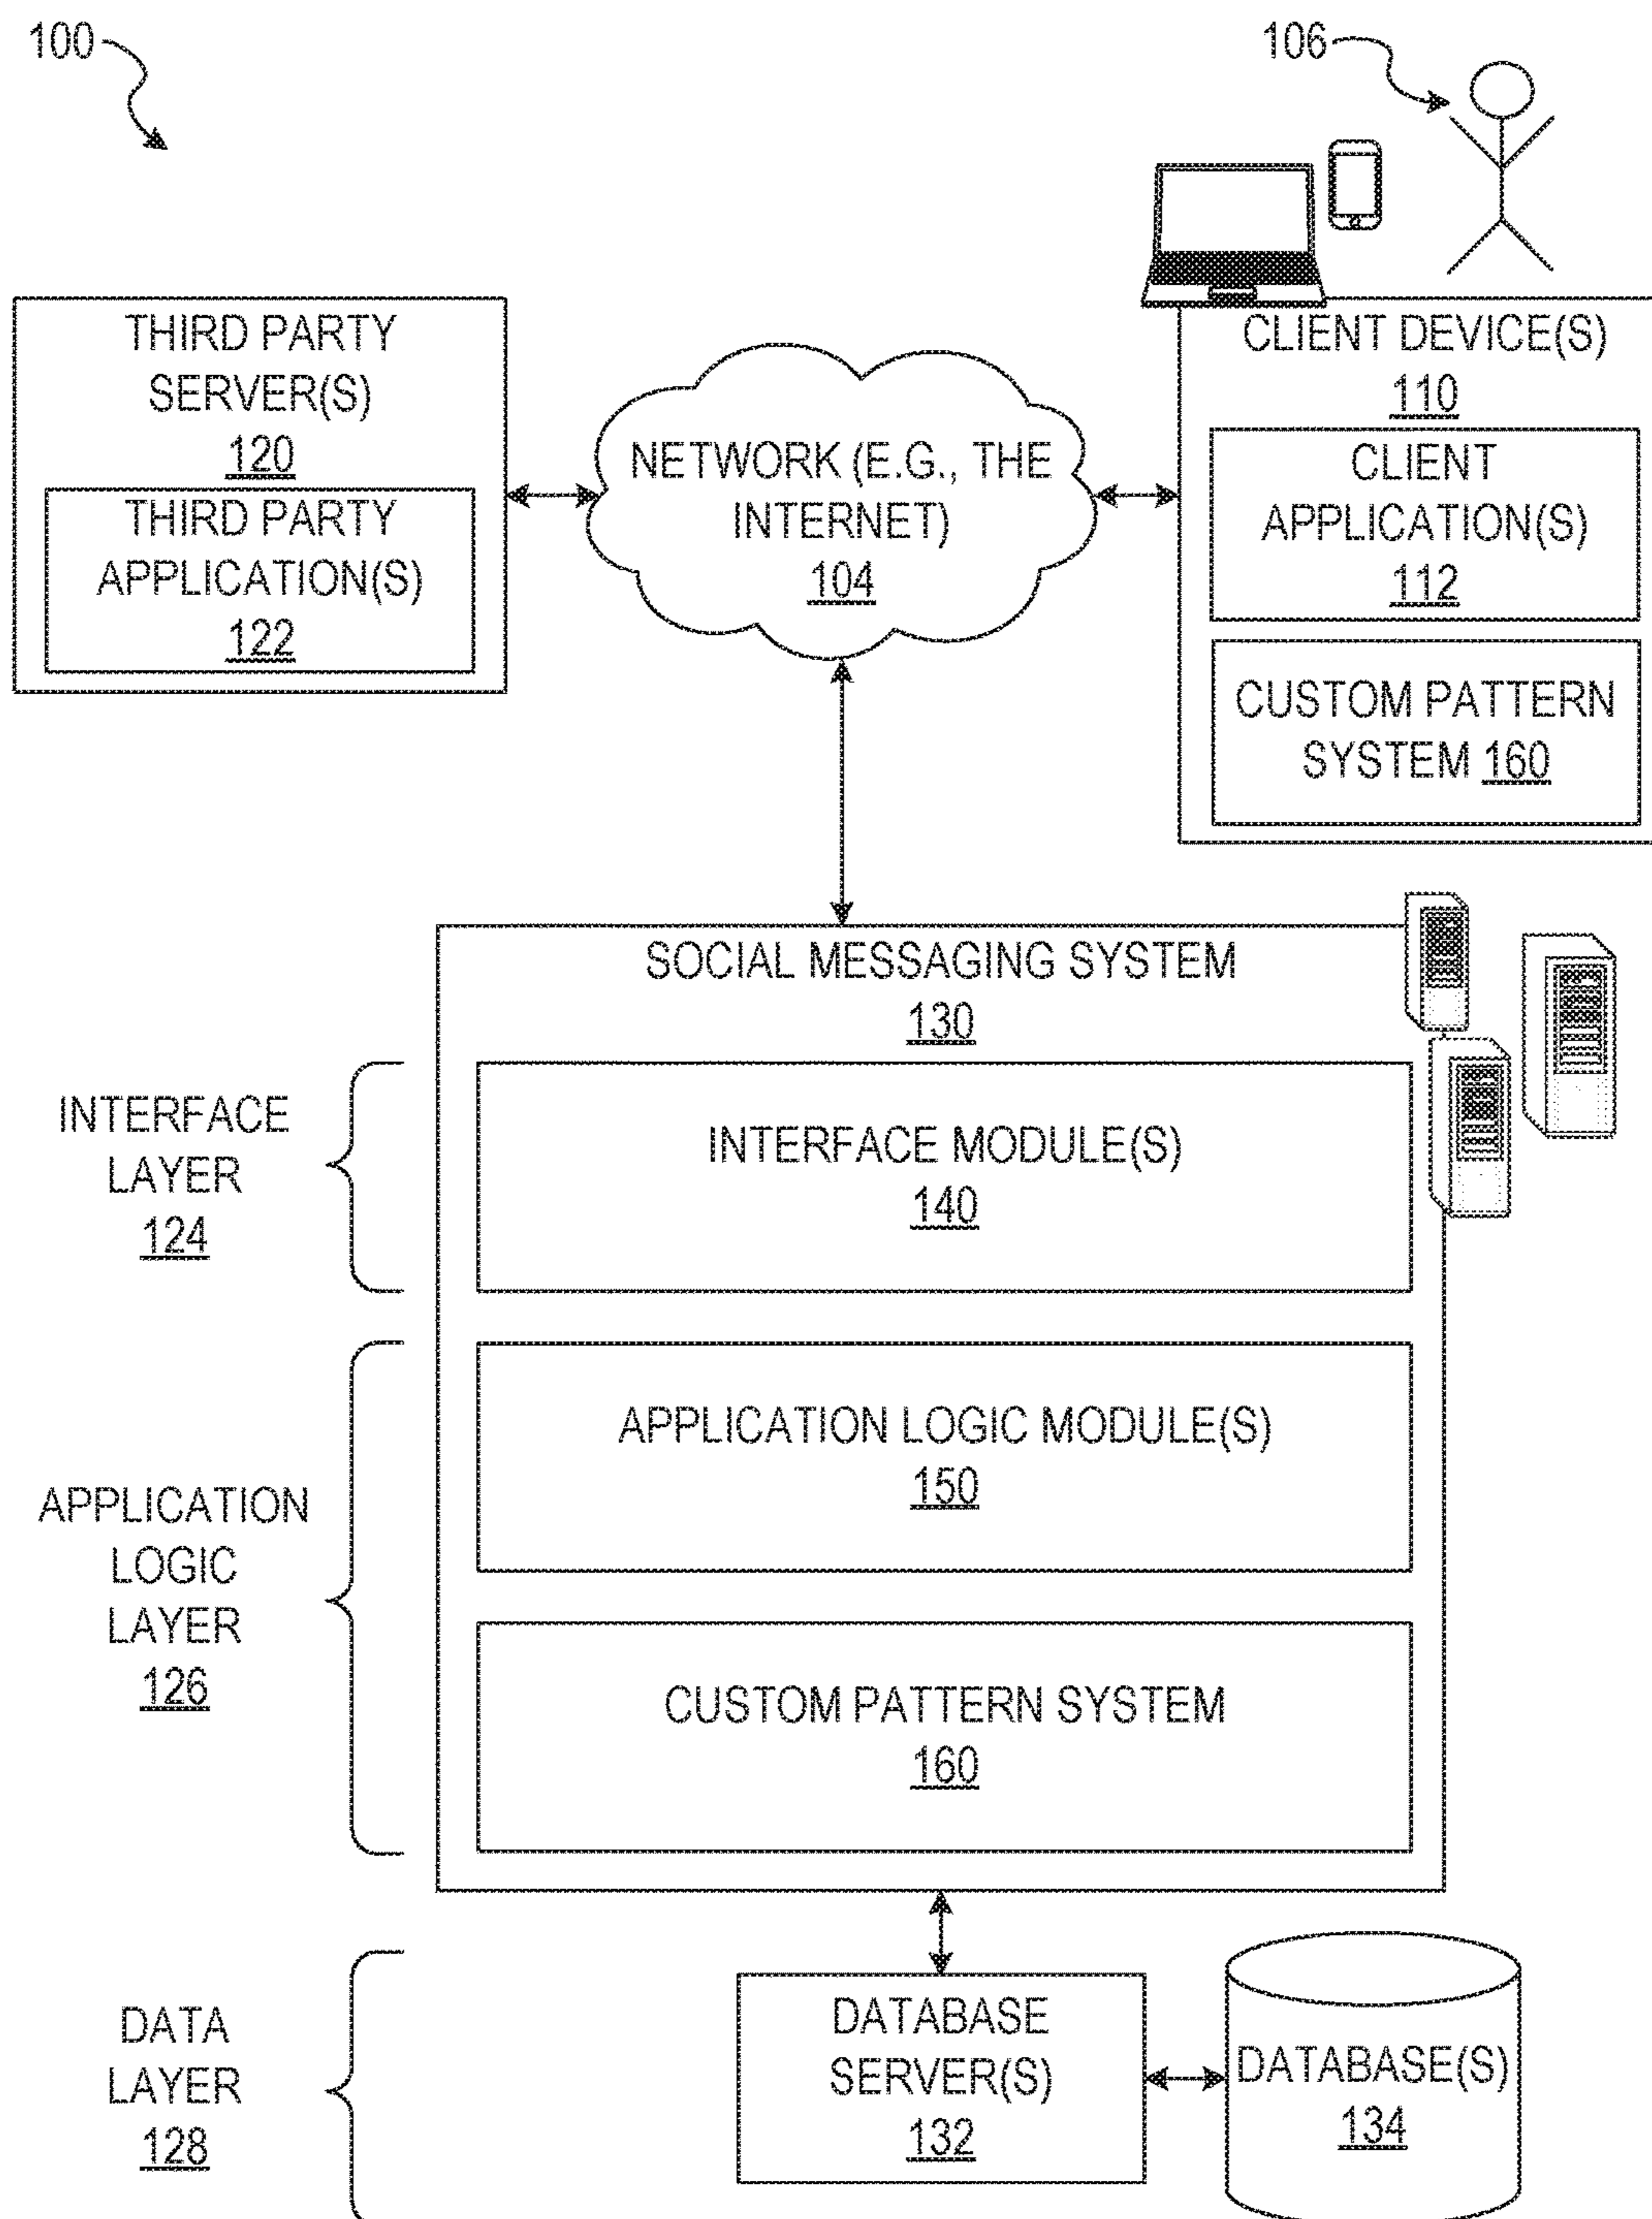 100
106
THIRD PARTY
SERVER(S)
120
THIRD PARTY
APPLICATION(S)
122
NETWORK (E.G., THE
INTERNET)
104
CLIENT DEVICE(S)
110
CLIENT
APPLICATION(S)
112
CUSTOM PATTERN
SYSTEM 160
SOCIAL MESSAGING SYSTEM
130
INTERFACE
LAYER
124
INTERFACE MODULE(S)
140
APPLICATION LOGIC MODULE(S)
150
APPLICATION
LOGIC
LAYER
126
CUSTOM PATTERN SYSTEM
160
DATA
LAYER
128
DATABASE
SERVER(S)
132
DATABASE(S)
134